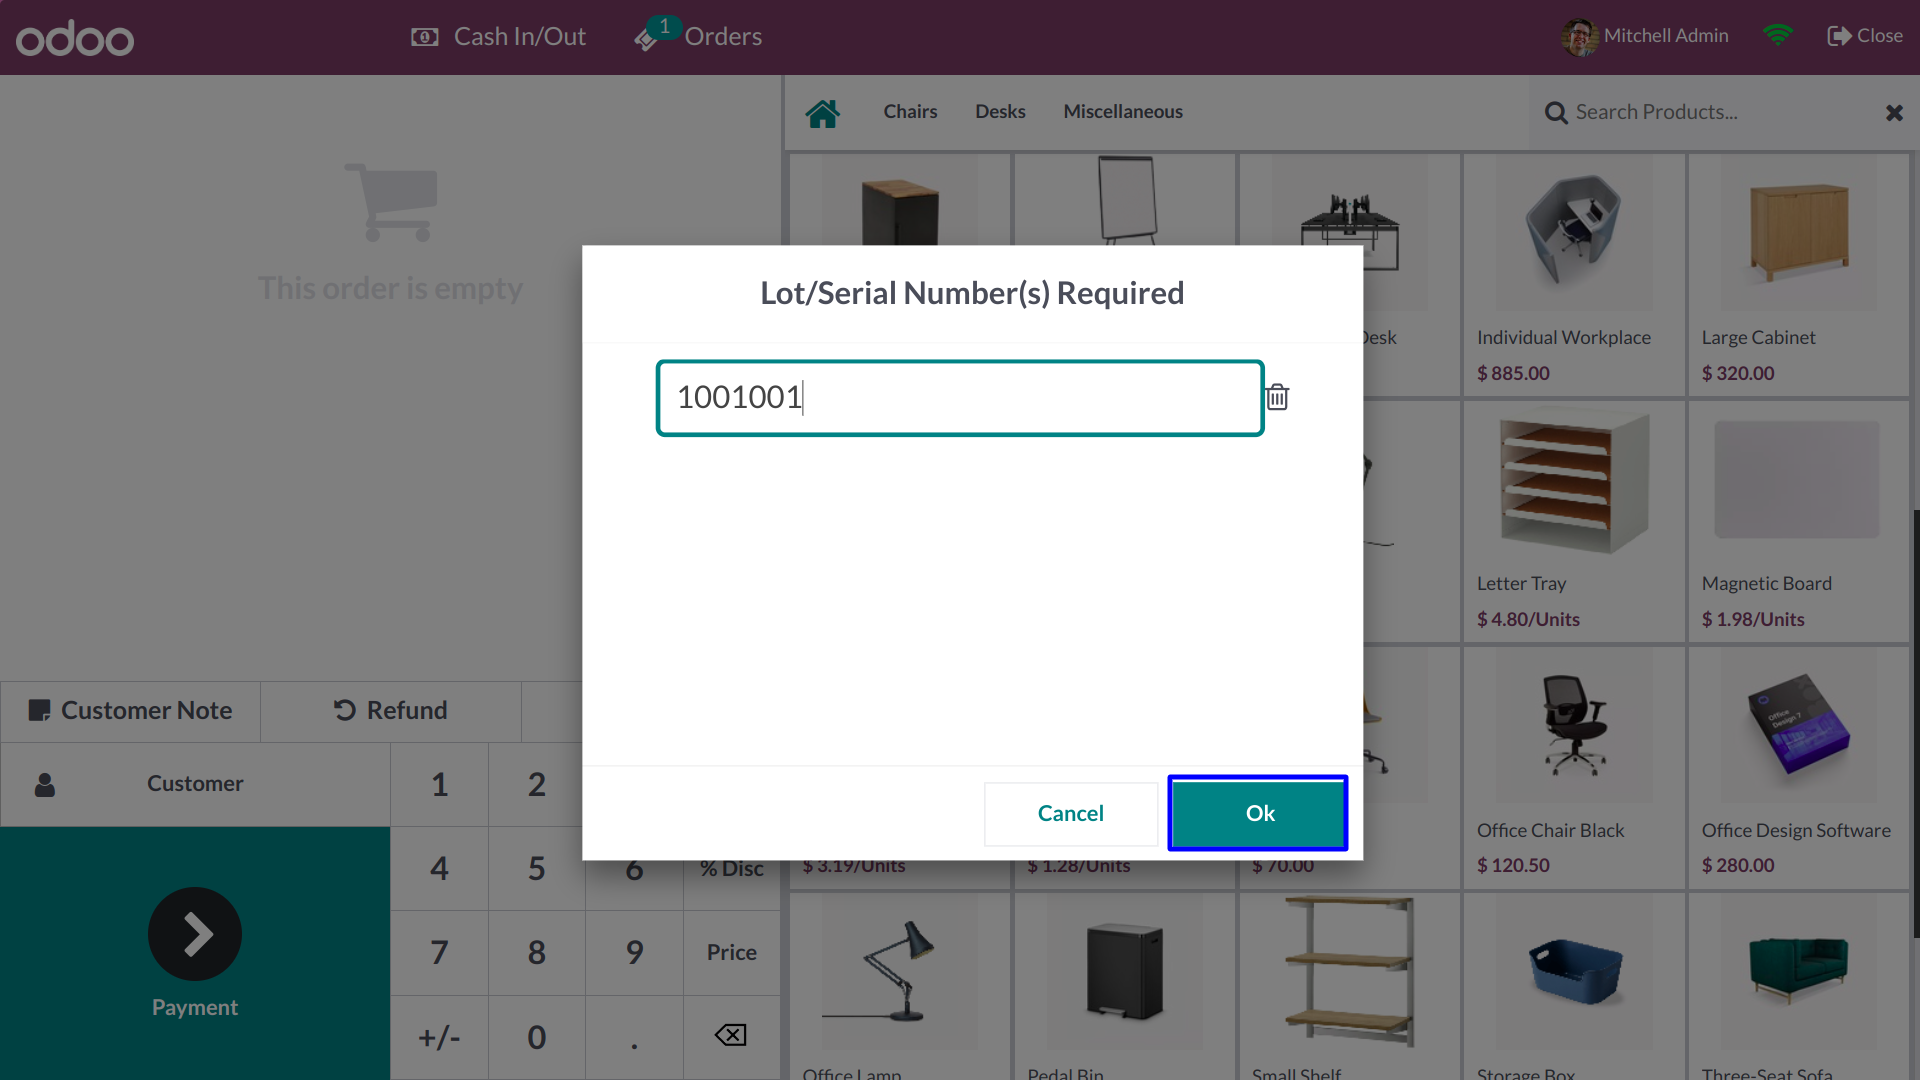 odoo
Cash In/Out
1
Orders
Mitchell Admin
Close
Chairs
Desks
Miscellaneous
Search Products...
This order is empty
Lot/Serial Number(s) Required
1001001
Cancel
Ok
Desk
Individual Workplace
$ 885.00
Large Cabinet
$ 320.00
Letter Tray
$ 4.80/Units
Magnetic Board
$ 1.98/Units
$ 3.19/Units
$ 1.28/Units
$ 70.00
Office Chair Black
$ 120.50
Office Design 7
Office Design Software
$ 280.00
Office Lamp
Pedal Bin
Small Shelf
Storage Box
Three-Seat Sofa
Customer Note
Refund
Customer
1 2
4 5 6 % Disc
7 8 9 Price
+/- 0 .
Payment